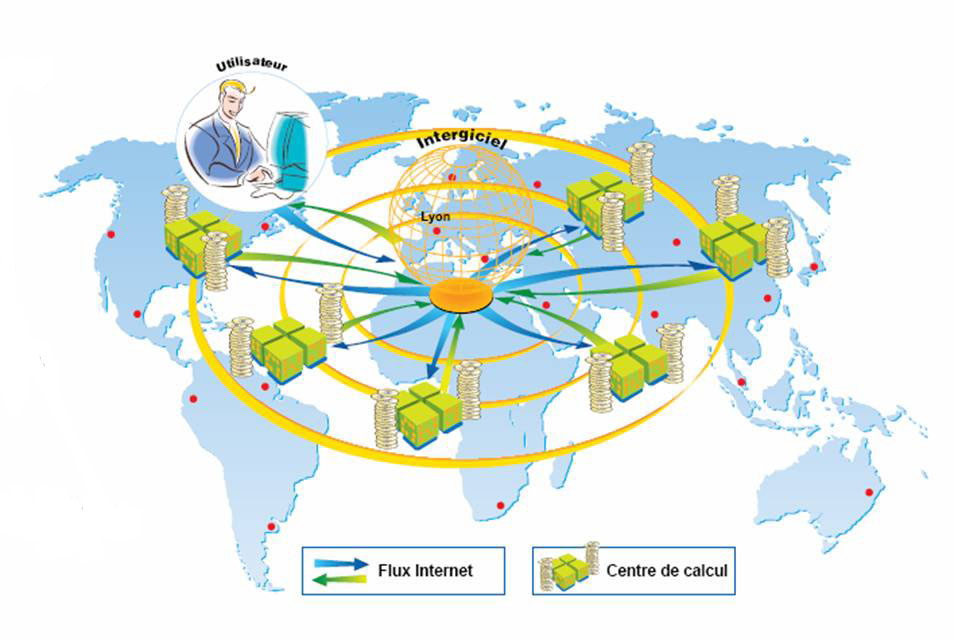 Utilisateur
Intergiciel
Lyon
Flux Internet
Centre de calcul